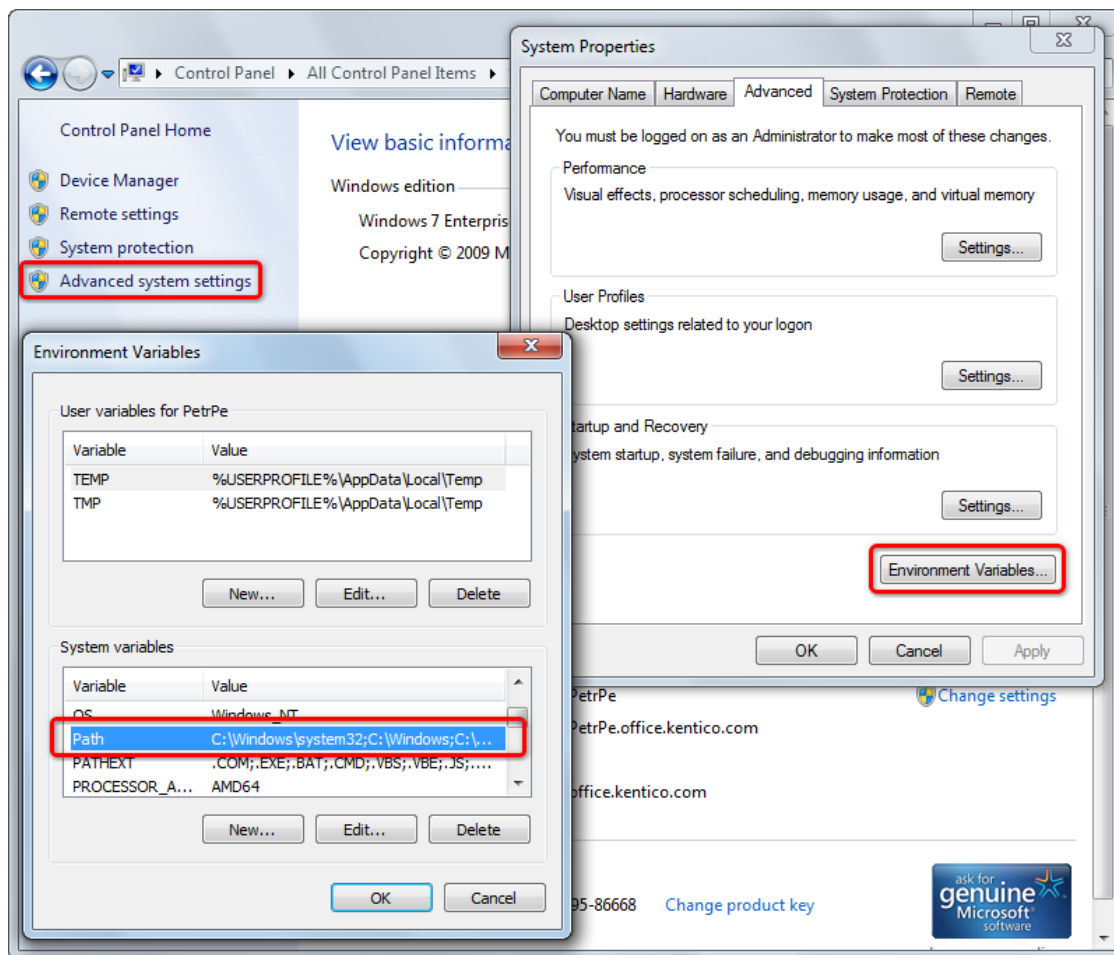 Control Panel ▸ All Control Panel Items ▸
Control Panel Home
Device Manager
Remote settings
System protection
Advanced system settings
View basic informa
Windows edition
Windows 7 Enterpris
Copyright © 2009 M
System Properties
Computer Name Hardware Advanced System Protection Remote
You must be logged on as an Administrator to make most of these changes.
Performance
Visual effects, processor scheduling, memory usage, and virtual memory
Settings...
User Profiles
Desktop settings related to your logon
Settings...
tartup and Recovery
ystem startup, system failure, and debugging information
Settings...
Environment Variables...
OK Cancel Apply
Environment Variables
User variables for PetrPe
Variable Value
TEMP %USERPROFILE%\AppData\Local\Temp
TMP %USERPROFILE%\AppData\Local\Temp
New... Edit... Delete
System variables
Variable Value
OS Windows_NT
Path C:\Windows\system32;C:\Windows;C:\...
PATHEXT .COM;.EXE;.BAT;.CMD;.VBS;.VBE;.JS;....
PROCESSOR_A... AMD64
New... Edit... Delete
OK Cancel
PetrPe Change settings
PetrPe.office.kentico.com
office.kentico.com
95-86668 Change product key
ask for
genuine
Microsoft
software